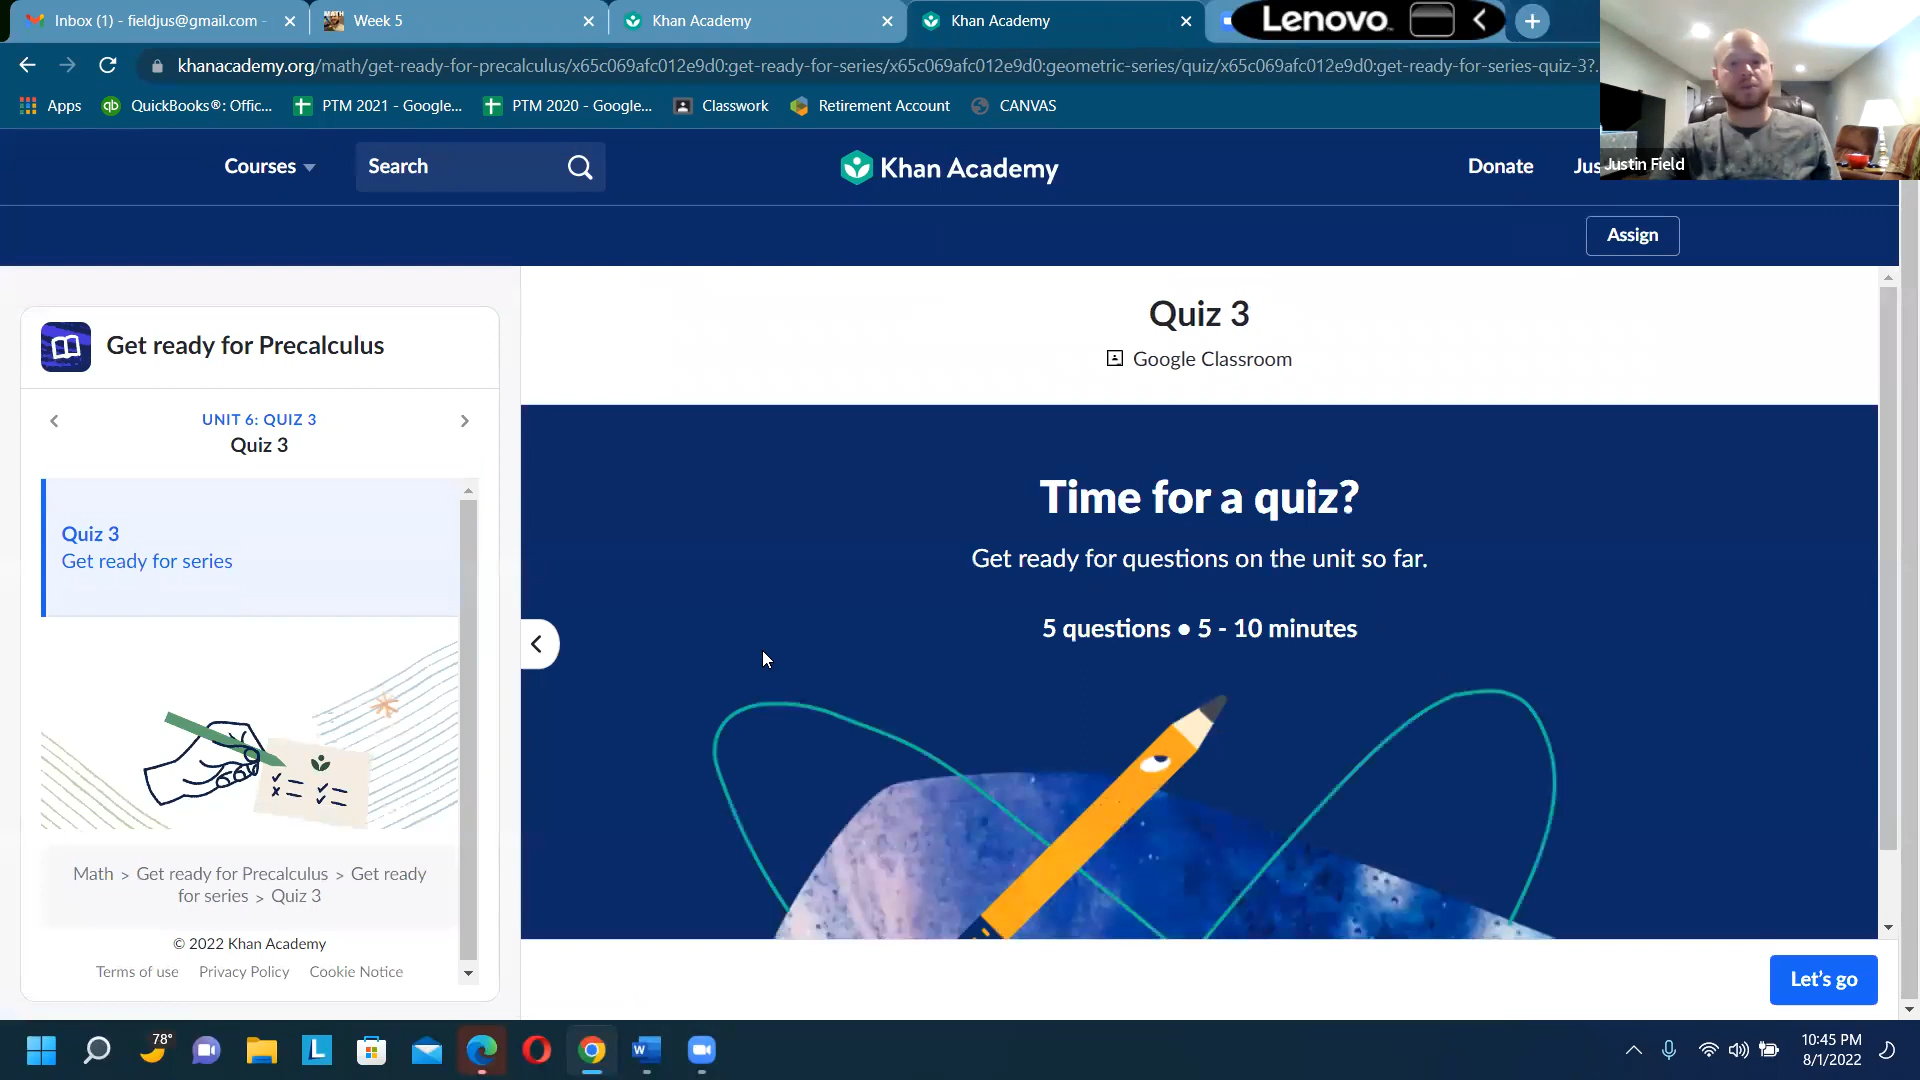 Inbox (1) - fieldjus@gmail.com -
Week 5
Khan Academy
Khan Academy
Lenovo
khanacademy.org/math/get-ready-for-precalculus/x65c069afc012e9d0:get-ready-for-series/x65c069afc012e9d0:geometric-series/quiz/x65c069afc012e9d0:get-ready-for-series-quiz-3?.
Apps
QuickBooks®: Offic...
PTM 2021 - Google...
PTM 2020 - Google...
Classwork
Retirement Account
CANVAS
Justin Field
Courses
Search
Khan Academy
Donate
Jus
Assign
Get ready for Precalculus
UNIT 6: QUIZ 3
Quiz 3
Quiz 3
Get ready for series
Math > Get ready for Precalculus > Get ready
for series > Quiz 3
© 2022 Khan Academy
Terms of use Privacy Policy Cookie Notice
Quiz 3
Google Classroom
Time for a quiz?
Get ready for questions on the unit so far.
5 questions • 5 - 10 minutes
Let's go
78°
10:45 PM
8/1/2022